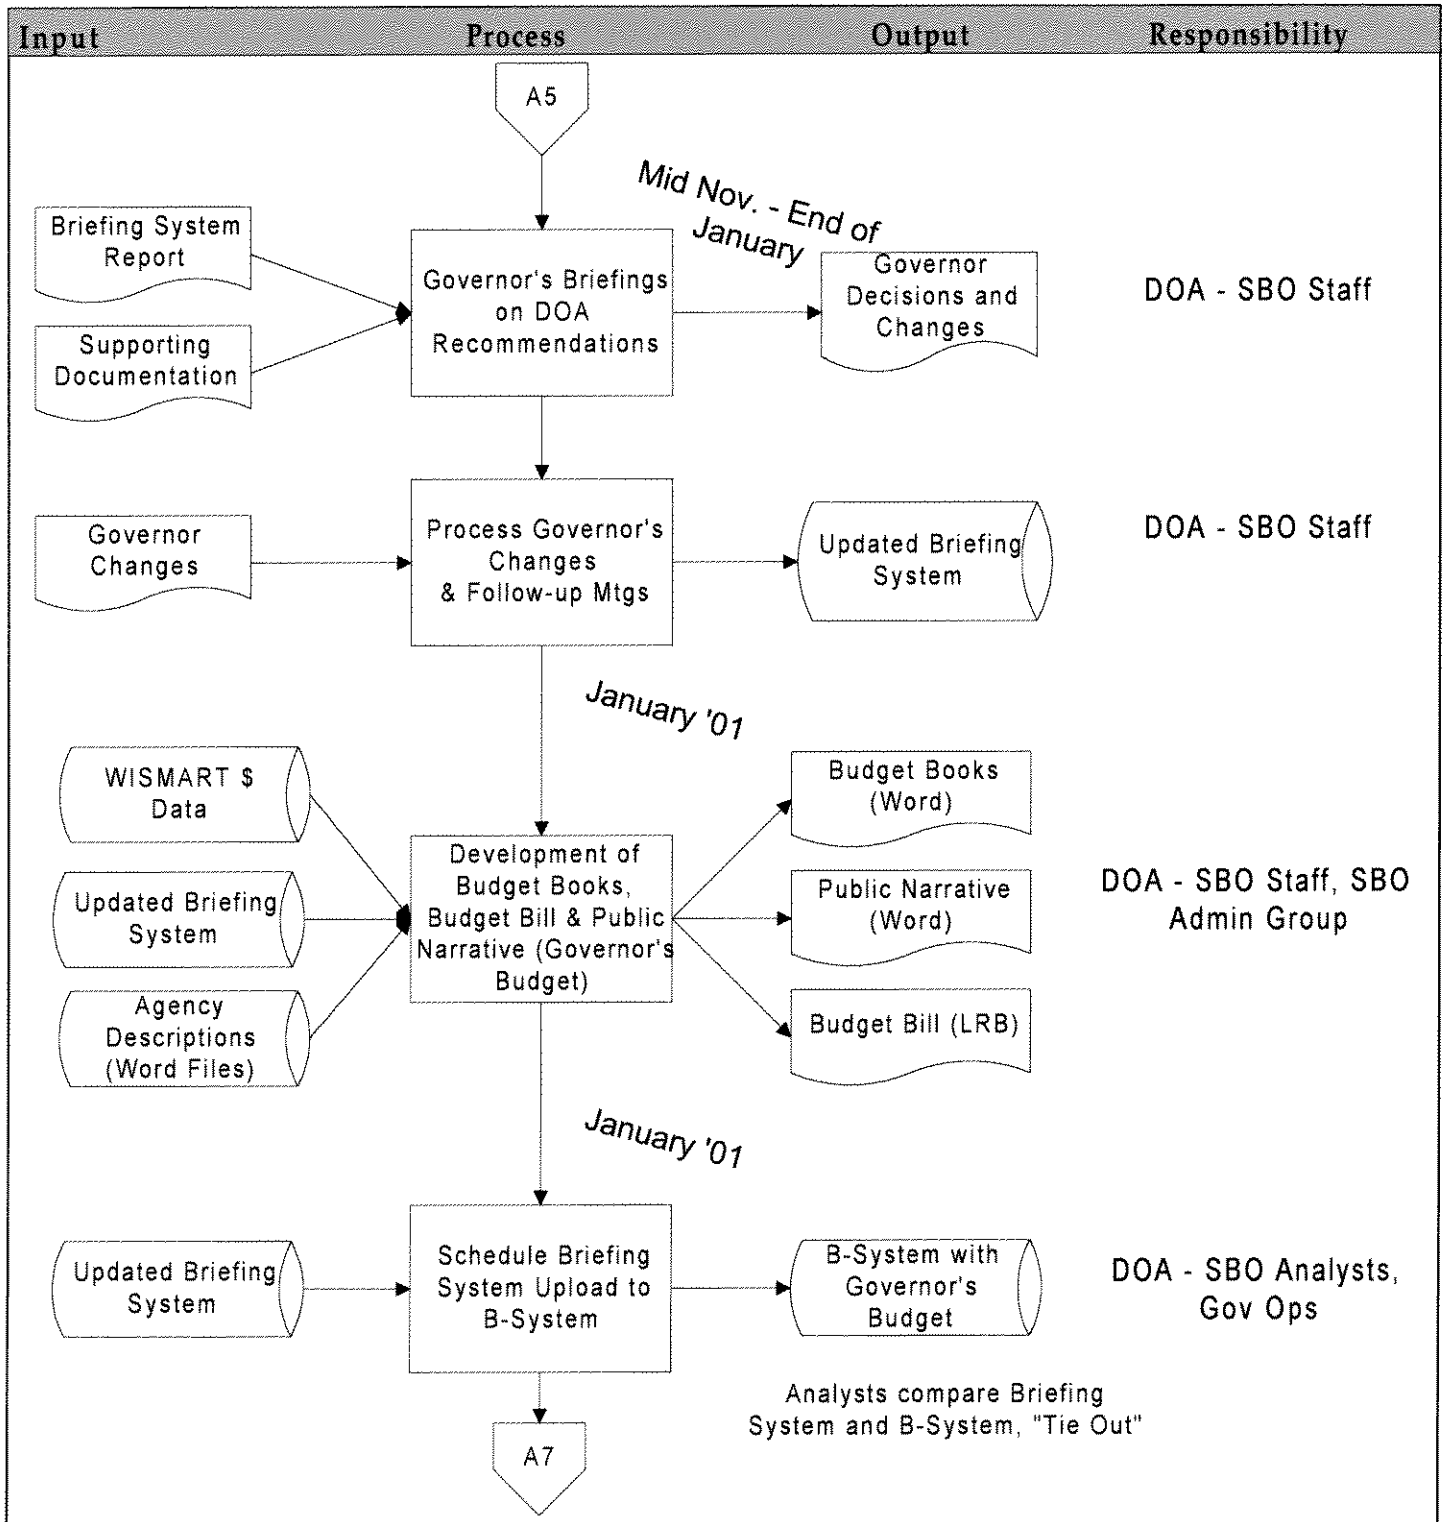 Input Process Output Responsibility
A5
Mid Nov. - End of
January
Briefing System
Report
Supporting
Documentation
Governor's Briefings
on DOA
Recommendations
Governor
Decisions and
Changes
DOA - SBO Staff
Governor
Changes
Process Governor's
Changes
& Follow-up Mtgs
Updated Briefing
System
DOA - SBO Staff
January '01
WISMART $
Data
Updated Briefing
System
Agency
Descriptions
(Word Files)
Development of
Budget Books,
Budget Bill & Public
Narrative (Governor's
Budget)
Budget Books
(Word)
Public Narrative
(Word)
Budget Bill (LRB)
DOA - SBO Staff, SBO
Admin Group
January '01
Updated Briefing
System
Schedule Briefing
System Upload to
B-System
B-System with
Governor's
Budget
DOA - SBO Analysts,
Gov Ops
Analysts compare Briefing
System and B-System, "Tie Out"
A7